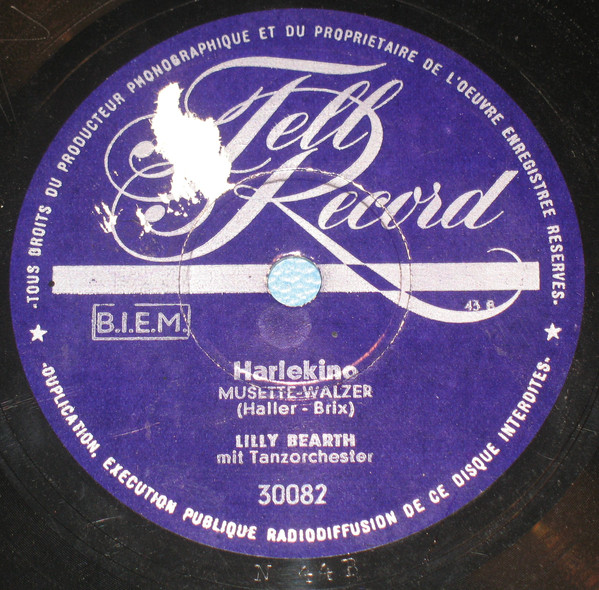 -TOUS DROITS DU PRODUCTEUR PHONOGRAPHIQUE ET DU PROPRIETAIRE DE L'OEUVRE ENREGISTREE RESERVES-
Tell
Record
43 B
B.I.E.M.
Harlekino
MUSETTE-WALZER
(Haller - Brix)
LILLY BEARTH
mit Tanzorchester
30082
-DUPLICATION, EXECUTION PUBLIQUE RADIODIFFUSION DE CE DISQUE INTERDITES-
N 44B